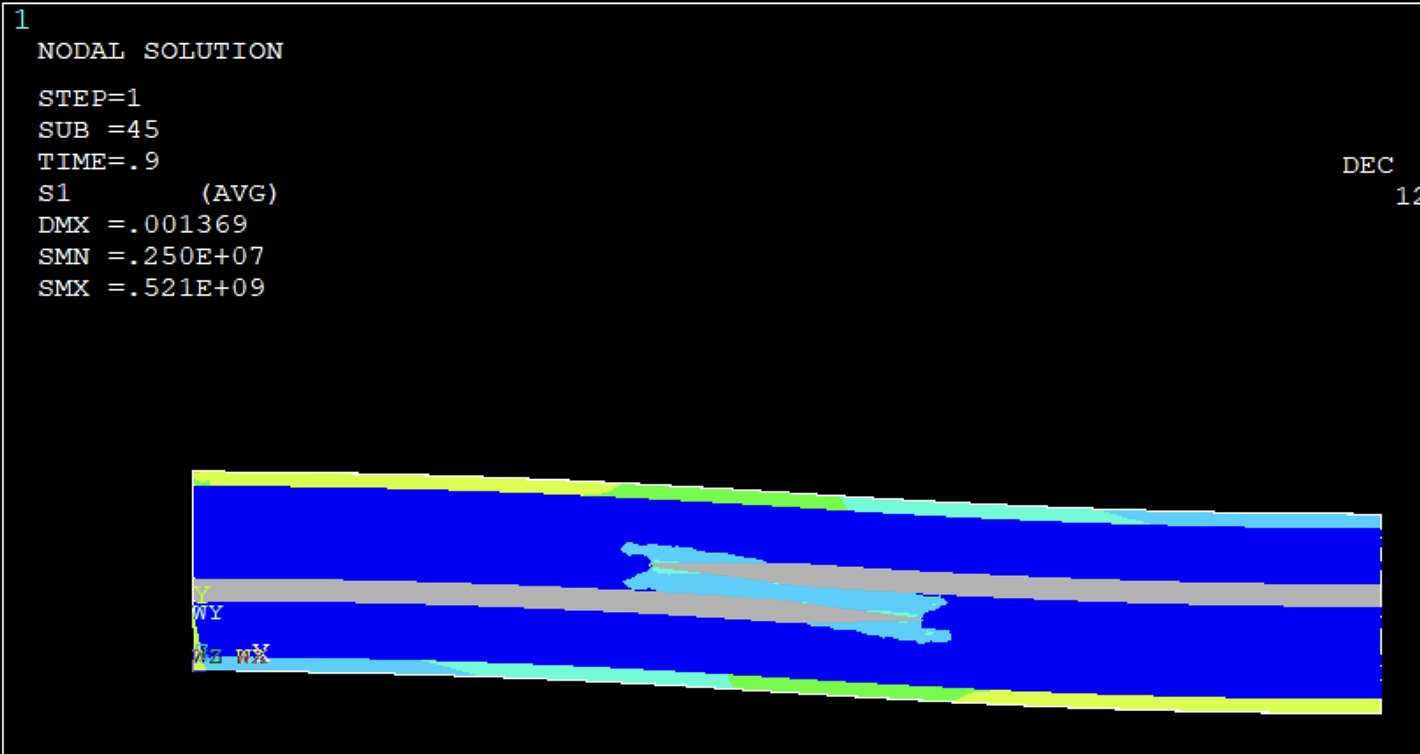 1
NODAL SOLUTION
STEP=1
SUB =45
TIME=.9
S1 (AVG)
DMX =.001369
SMN =.250E+07
SMX =.521E+09
DEC
12
Y
WY
WX